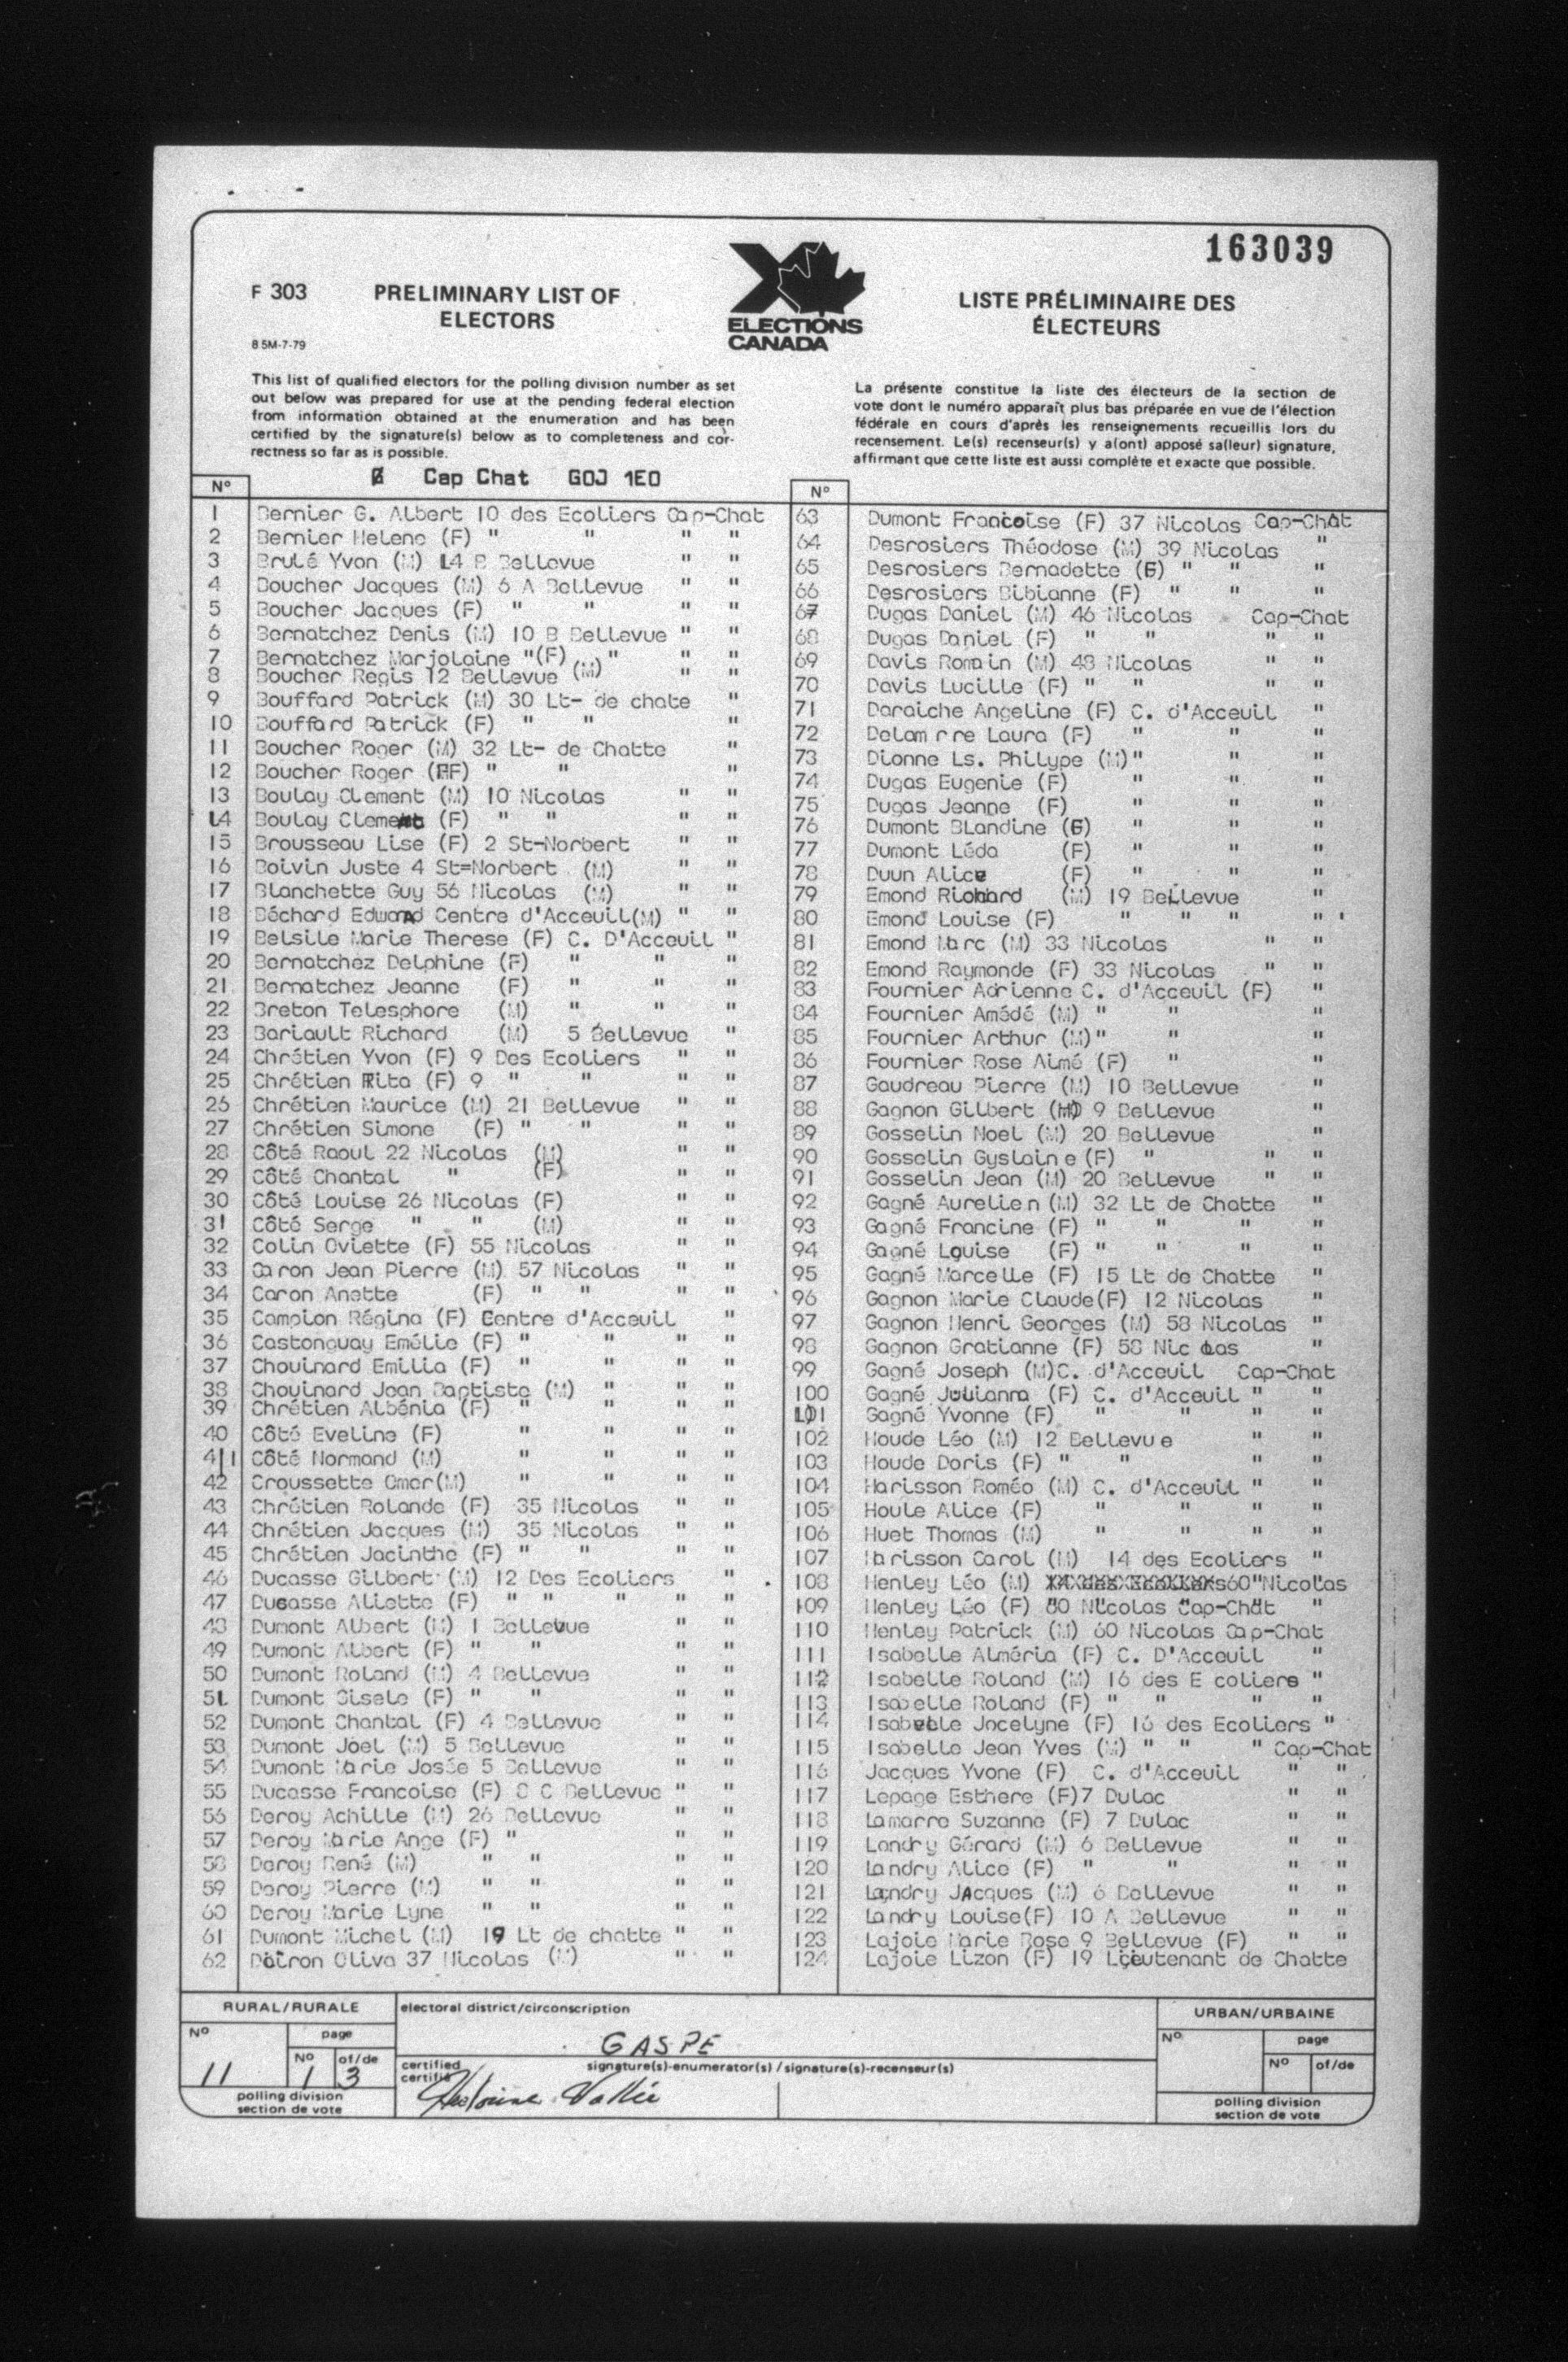 163039
F 303
PRELIMINARY LIST OF
ELECTORS
ELECTIONS
CANADA
LISTE PRÉLIMINAIRE DES
ÉLECTEURS
85M-7-79
This list of qualified electors for the polling division number as set
out below was prepared for use at the pending federal election
from information obtained at the enumeration and has been
certified by the signature(s) below as to completeness and cor-
rectness so far as is possible.
La présente constitue la liste des électeurs de la section de
vote dont le numéro apparaît plus bas préparée en vue de l'élection
fédérale en cours d'après les renseignements recueillis lors du
recensement. Le(s) recenseur(s) y a(ont) apposé sa(leur) signature,
affirmant que cette liste est aussi complète et exacte que possible.
Cap Chat G0J 1E0
N°
1 Bernier G. Albert 10 des Ecoliers Cap-Chat
2 Bernier Helene (F) " " " "
3 Brulé Yvon (M) 14 B Bellevue " "
4 Boucher Jacques (M) 6 A Bellevue " "
5 Boucher Jacques (F) " " " "
6 Bernatchez Denis (M) 10 B Bellevue " "
7 Bernatchez Marjolaine "(F) " " "
8 Boucher Regis 12 Bellevue (M) " "
9 Bouffard Patrick (M) 30 Lt- de chate "
10 Bouffard Patrick (F) " " "
11 Boucher Roger (M) 32 Lt- de Chatte "
12 Boucher Roger (F) " " "
13 Boulay Clement (M) 10 Nicolas " "
14 Boulay Clement (F) " " " "
15 Brousseau Lise (F) 2 St-Norbert " "
16 Boivin Juste 4 St=Norbert (M) " "
17 Blanchette Guy 56 Nicolas (M) " "
18 Béchard Edward Centre d'Acceuil(M) " "
19 Belsile Marie Therese (F) C. D'Acceuil "
20 Bernatchez Delphine (F) " " "
21 Bernatchez Jeanne (F) " " "
22 Breton Telesphore (M) " " "
23 Bariault Richard (M) 5 Bellevue "
24 Chrétien Yvon (F) 9 Des Ecoliers " "
25 Chrétien Rita (F) 9 " " " "
26 Chrétien Maurice (M) 21 Bellevue " "
27 Chrétien Simone (F) " " " "
28 Côté Raoul 22 Nicolas (M) " "
29 Côté Chantal " (F) " "
30 Côté Louise 26 Nicolas (F) " "
31 Côté Serge " " (M) " "
32 Colin Oviette (F) 55 Nicolas " "
33 Caron Jean Pierre (M) 57 Nicolas " "
34 Caron Anette (F) " " " "
35 Campion Régina (F) Centre d'Acceuil "
36 Castonguay Emélie (F) " " " "
37 Chouinard Emilia (F) " " " "
38 Chouinard Jean Baptiste (M) " " "
39 Chrétien Albénia (F) " " " "
40 Côté Eveline (F) " " " "
41 Côté Normand (M) " " " "
42 Croussette Omer(M) " " " "
43 Chrétien Rolande (F) 35 Nicolas " "
44 Chrétien Jacques (M) 35 Nicolas " "
45 Chrétien Jacinthe (F) " " " "
46 Ducasse Gilbert (M) 12 Des Ecoliers "
47 Ducasse Aliette (F) " " " " "
48 Dumont Albert (M) 1 Bellevue " "
49 Dumont Albert (F) " " " "
50 Dumont Roland (M) 4 Bellevue " "
51 Dumont Gisele (F) " " " "
52 Dumont Chantal (F) 4 Bellevue " "
53 Dumont Joel (M) 5 Bellevue " "
54 Dumont Marie Josée 5 Bellevue " "
55 Ducasse Francoise (F) 8 C Bellevue " "
56 Deroy Achille (M) 26 Bellevue " "
57 Deroy Marie Ange (F) " " "
58 Deroy René (M) " " " "
59 Deroy Pierre (M) " " " "
60 Deroy Marie Lyne " " " "
61 Dumont Michel (M) 19 Lt de chatte " "
62 Doiron Oliva 37 Nicolas (M) " "
N°
63 Dumont Francoise (F) 37 Nicolas Cap-Chat
64 Desrosiers Théodose (M) 39 Nicolas "
65 Desrosiers Bernadette (F) " " "
66 Desrosiers Bibianne (F) " " "
67 Dugas Daniel (M) 46 Nicolas Cap-Chat
68 Dugas Daniel (F) " " " "
69 Davis Romain (M) 48 Nicolas " "
70 Davis Lucille (F) " " " "
71 Daraiche Angeline (F) C. d'Acceuil "
72 Delam rre Laura (F) " " "
73 Dionne Ls. Philype (M)" " "
74 Dugas Eugenie (F) " " "
75 Dugas Jeanne (F) " " "
76 Dumont BLandine (F) " " "
77 Dumont Léda (F) " " "
78 Duun Alice (F) " " "
79 Emond Richard (M) 19 Bellevue "
80 Emond Louise (F) " " " "
81 Emond Marc (M) 33 Nicolas " "
82 Emond Raymonde (F) 33 Nicolas " "
83 Fournier Adrienne C. d'Acceuil (F) "
84 Fournier Amédé (M) " " "
85 Fournier Arthur (M)" " "
86 Fournier Rose Aimé (F) " "
87 Gaudreau Pierre (M) 10 Bellevue "
88 Gagnon Gilbert (M) 9 Bellevue "
89 Gosselin Noel (M) 20 Bellevue "
90 Gosselin Gyslaine (F) " " "
91 Gosselin Jean (M) 20 Bellevue " "
92 Gagné Aurelien (M) 32 Lt de Chatte "
93 Gagné Francine (F) " " " "
94 Gagné Louise (F) " " " "
95 Gagné Marcelle (F) 15 Lt de Chatte "
96 Gagnon Marie Claude(F) 12 Nicolas "
97 Gagnon Henri Georges (M) 58 Nicolas "
98 Gagnon Gratianne (F) 58 Nicolas "
99 Gagné Joseph (M)C. d'Acceuil Cap-Chat
100 Gagné Julianna (F) C. d'Acceuil " "
101 Gagné Yvonne (F) " " " "
102 Houde Léo (M) 12 Bellevue " "
103 Houde Doris (F) " " " "
104 Harisson Roméo (M) C. d'Acceuil " "
105 Houle Alice (F) " " " "
106 Huet Thomas (M) " " " "
107 Harisson Carol (M) 14 des Ecoliers "
108 Henley Léo (M) 60 Nicolas
109 Henley Léo (F) 60 Nicolas Cap-Chat "
110 Henley Patrick (M) 60 Nicolas Cap-Chat
111 Isabelle Alméria (F) C. D'Acceuil "
112 Isabelle Roland (M) 16 des E coliers "
113 Isabelle Roland (F) " " " "
114 Isabelle Jocelyne (F) 16 des Ecoliers "
115 Isabelle Jean Yves (M) " " " Cap-Chat
116 Jacques Yvone (F) C. d'Acceuil " "
117 Lepage Esthere (F)7 Dulac " "
118 Lamarre Suzanne (F) 7 Dulac " "
119 Landry Gérard (M) 6 Bellevue " "
120 Landry Alice (F) " " " "
121 Landry Jacques (M) 6 Bellevue " "
122 Landry Louise(F) 10 A Bellevue " "
123 Lajoie Marie Rose 9 Bellevue (F) " "
124 Lajoie Lizon (F) 19 Lieutenant de Chatte
RURAL/RURALE
N° 11
page
N° 1 of/de 3
polling division
section de vote
electoral district/circonscription
GASPE
certified
certifié
signature(s)-enumerator(s) / signature(s)-recenseur(s)
Vallée
URBAN/URBAINE
N°
page
N° of/de
polling division
section de vote